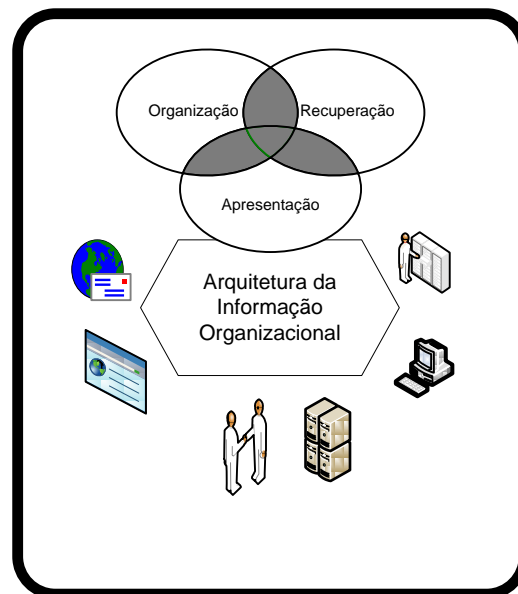 Organização
Recuperação
Apresentação
Arquitetura da
Informação
Organizacional